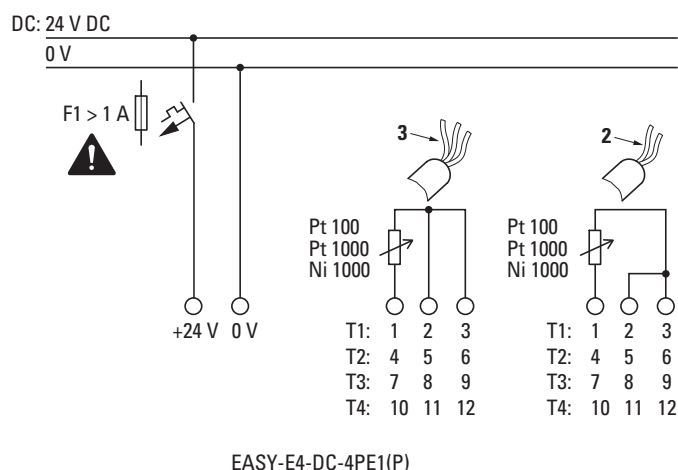 DC: 24 V DC
0 V
F1 > 1 A
3
2
Pt 100
Pt 1000
Ni 1000
Pt 100
Pt 1000
Ni 1000
+24 V 0 V
T1: 1 2 3
T2: 4 5 6
T3: 7 8 9
T4: 10 11 12
T1: 1 2 3
T2: 4 5 6
T3: 7 8 9
T4: 10 11 12
EASY-E4-DC-4PE1(P)